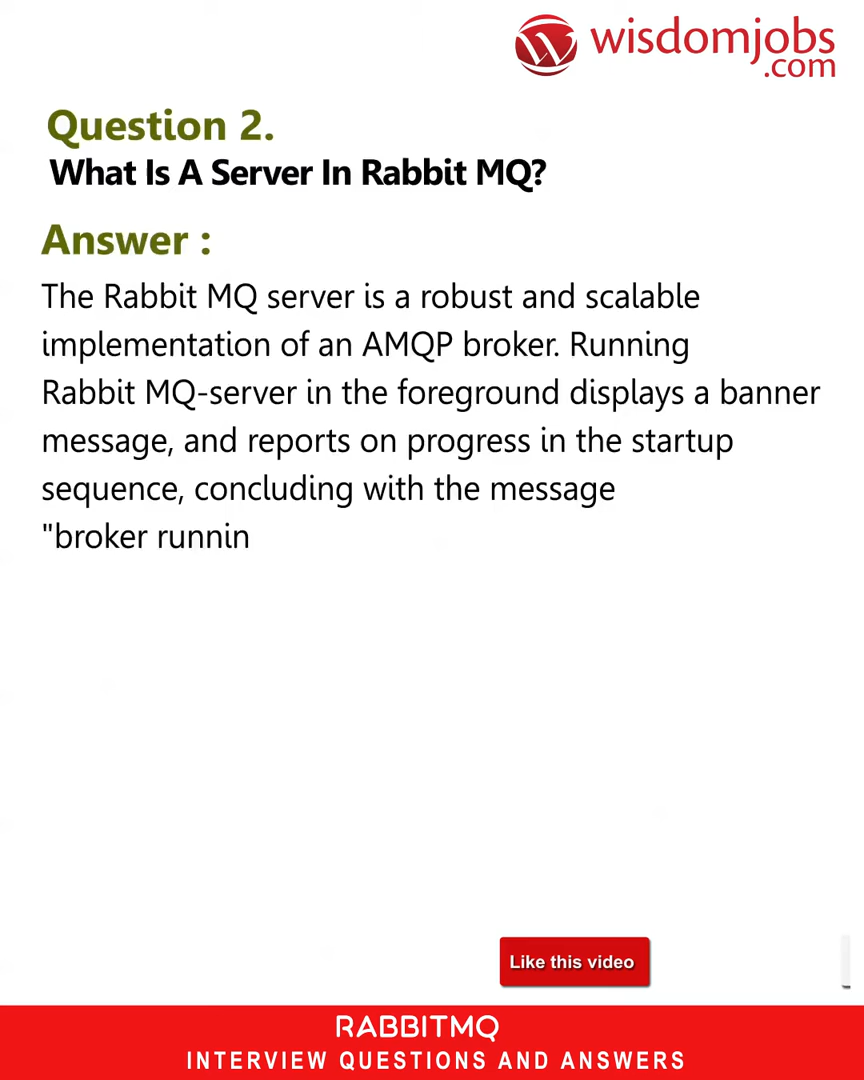 wisdomjobs
.com
Question 2.
What Is A Server In Rabbit MQ?
Answer :
The Rabbit MQ server is a robust and scalable
implementation of an AMQP broker. Running
Rabbit MQ-server in the foreground displays a banner
message, and reports on progress in the startup
sequence, concluding with the message
"broker runnin
Like this video
RABBITMQ
INTERVIEW QUESTIONS AND ANSWERS